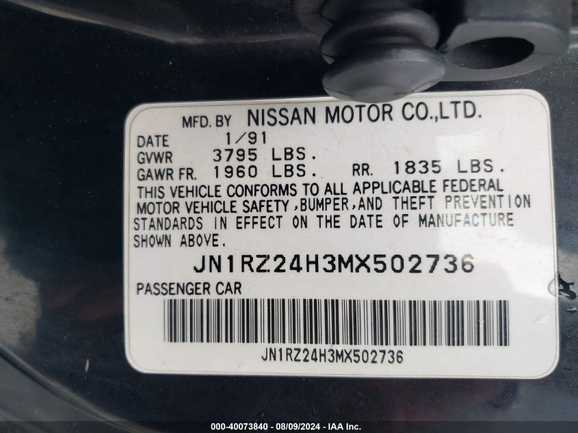 MFD. BY NISSAN MOTOR CO.,LTD.
DATE 1/91
GVWR 3795 LBS.
GAWR FR. 1960 LBS. RR. 1835 LBS.
THIS VEHICLE CONFORMS TO ALL APPLICABLE FEDERAL
MOTOR VEHICLE SAFETY ,BUMPER,AND THEFT PREVENTION
STANDARDS IN EFFECT ON THE DATE OF MANUFACTURE
SHOWN ABOVE.
JN1RZ24H3MX502736
PASSENGER CAR
JN1RZ24H3MX502736
000-40073840 - 08/09/2024 - IAA Inc.